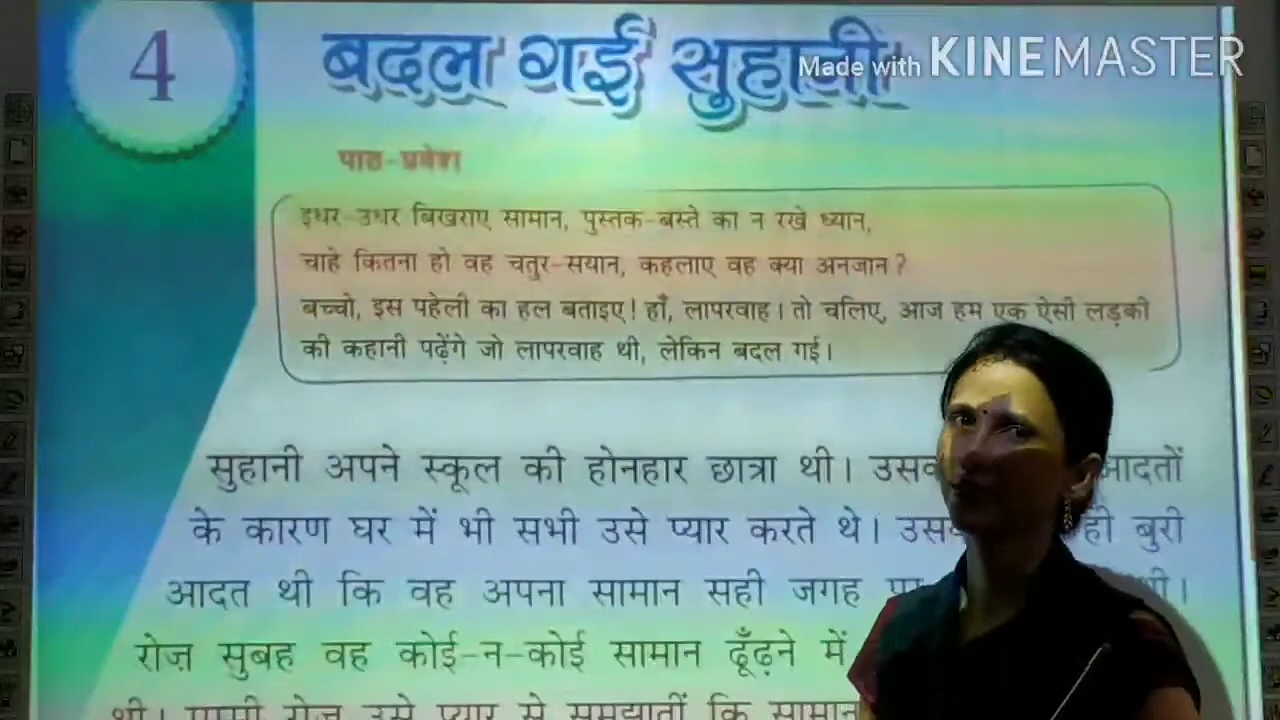 4
बदल गई सुहानी
Made with KINEMASTER
पाठ-प्रवेश
इधर-उधर बिखराए सामान, पुस्तक-बस्ते का न रखे ध्यान,
चाहे कितना हो वह चतुर-सयान, कहलाए वह क्या अनजान?
बच्चो, इस पहेली का हल बताइए! हाँ, लापरवाह। तो चलिए, आज हम एक ऐसी लड़की
की कहानी पढ़ेंगे जो लापरवाह थी, लेकिन बदल गई।
सुहानी अपने स्कूल की होनहार छात्रा थी। आदतों
के कारण घर में भी सभी उसे प्यार करते थे। ही बुरी
आदत थी कि वह अपना सामान सही जगह
रोज़ सुबह वह कोई-न-कोई सामान ढूँढ़ने में
थी। मम्मी रोज़ उसे प्यार से समझातीं कि सामान